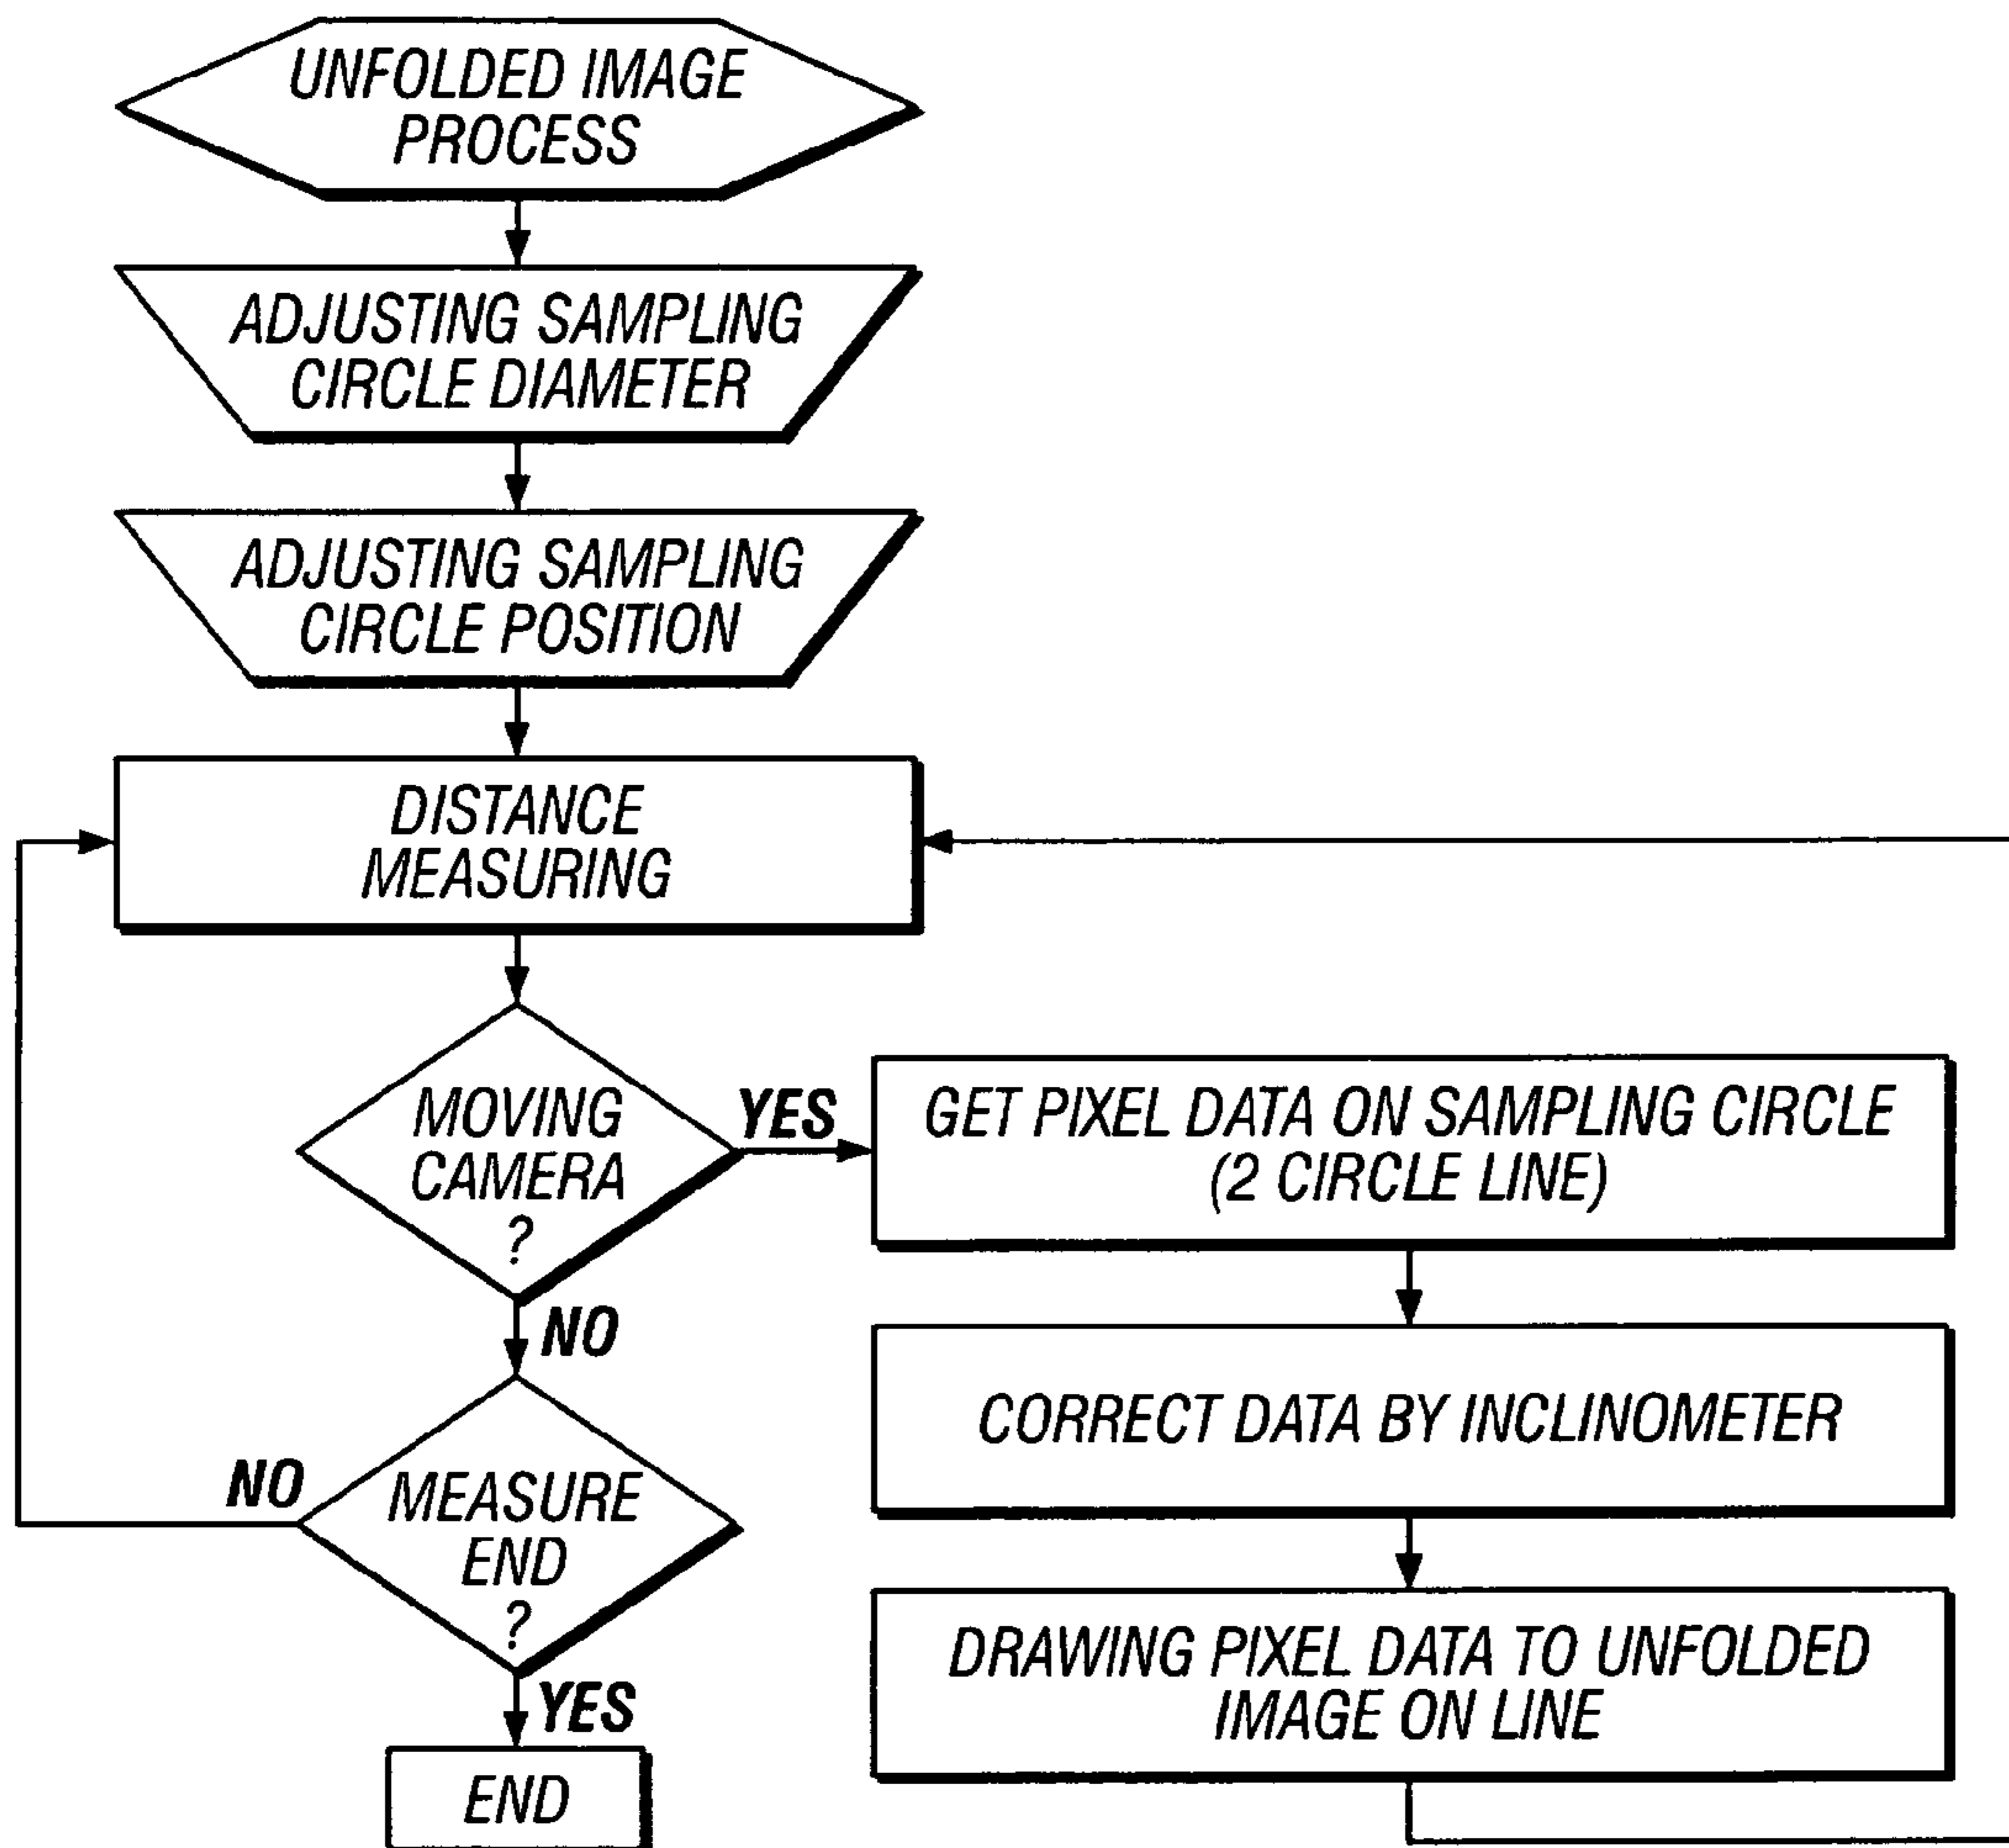 UNFOLDED IMAGE
PROCESS
ADJUSTING SAMPLING
CIRCLE DIAMETER
ADJUSTING SAMPLING
CIRCLE POSITION
DISTANCE
MEASURING
MOVING
CAMERA
?
YES
NO
GET PIXEL DATA ON SAMPLING CIRCLE
(2 CIRCLE LINE)
CORRECT DATA BY INCLINOMETER
DRAWING PIXEL DATA TO UNFOLDED
IMAGE ON LINE
MEASURE
END
?
NO
YES
END